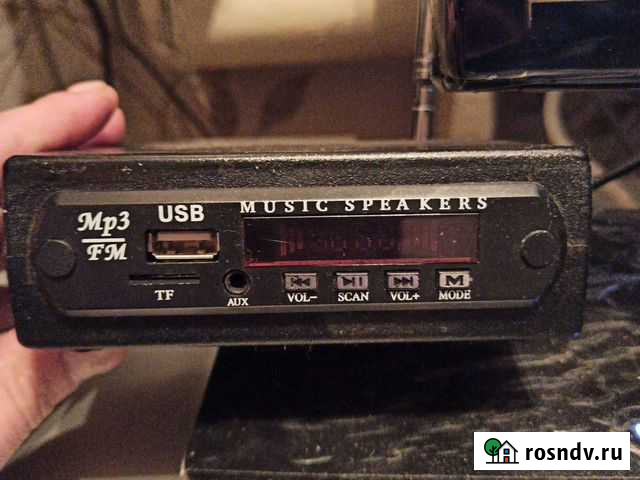 MUSIC SPEAKERS
Mp3
FM
USB
TF
AUX
VOL-
SCAN
VOL+
M
MODE
rosndv.ru